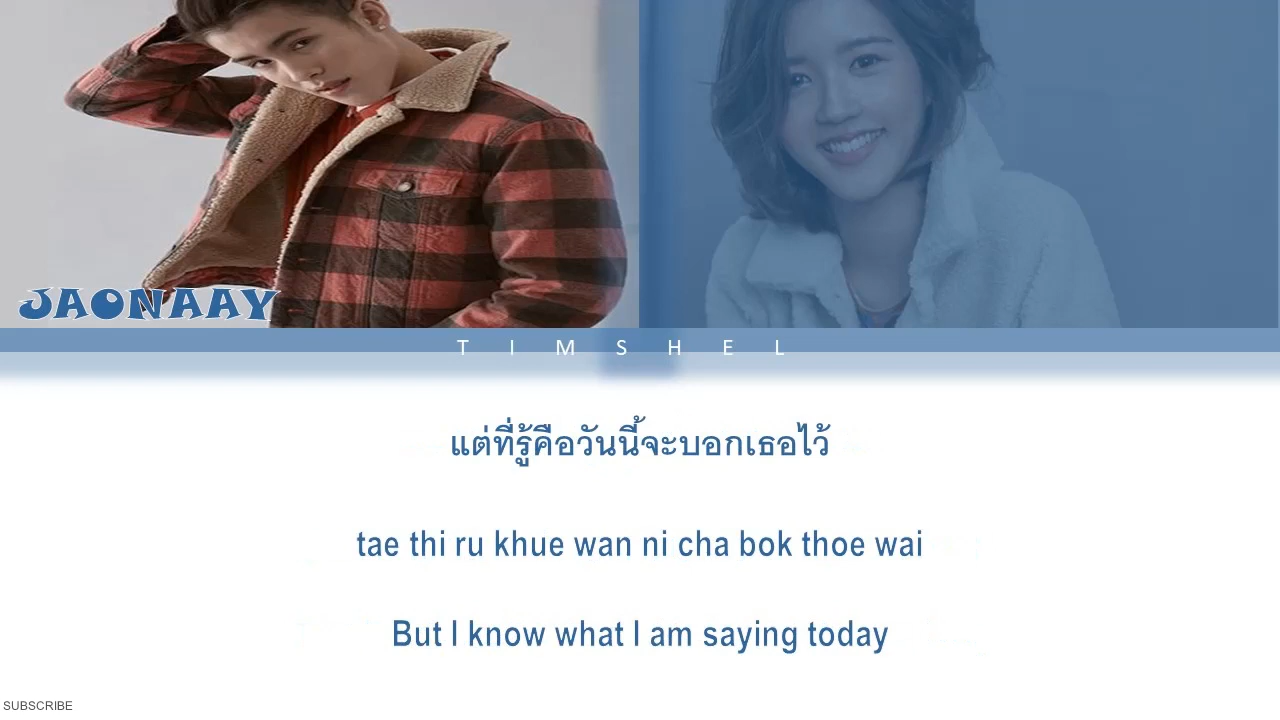 JAONAAY
TIMSHEL
แต่ที่รู้คือวันนี้จะบอกเธอไว้
tae thi ru khue wan ni cha bok thoe wai
But I know what I am saying today
SUBSCRIBE